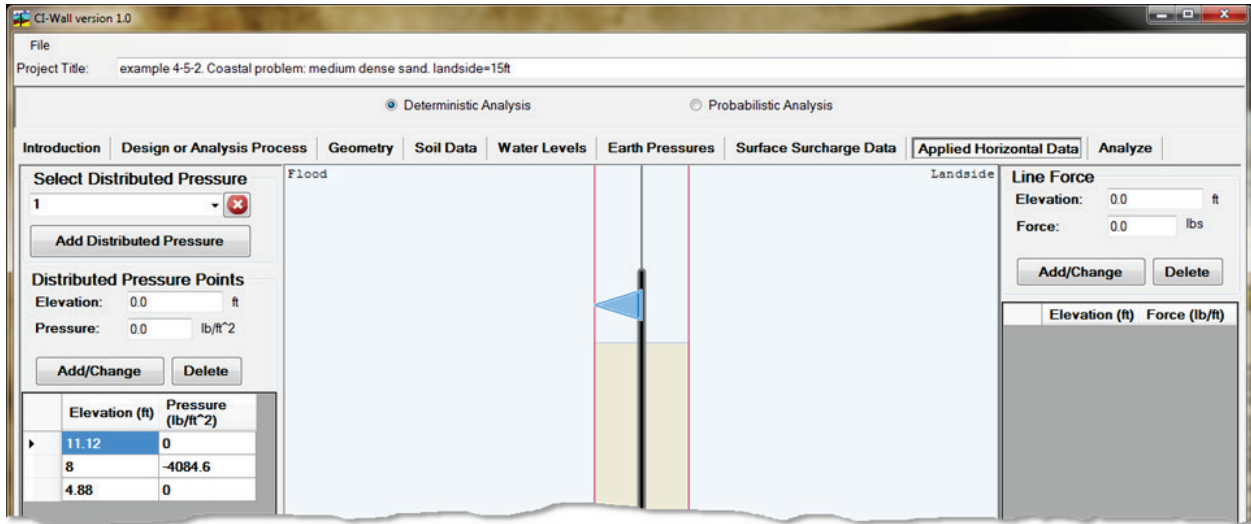 CI-Wall version 1.0
File
Project Title: example 4-5-2. Coastal problem: medium dense sand. landside=15ft
Deterministic Analysis Probabilistic Analysis
Introduction Design or Analysis Process Geometry Soil Data Water Levels Earth Pressures Surface Surcharge Data Applied Horizontal Data Analyze
Select Distributed Pressure
1
Add Distributed Pressure
Distributed Pressure Points
Elevation: 0.0 ft
Pressure: 0.0 lb/ft^2
Add/Change Delete
Elevation (ft) Pressure (lb/ft^2)
11.12 0
8 -4084.6
4.88 0
Flood Landside
Line Force
Elevation: 0.0 ft
Force: 0.0 lbs
Add/Change Delete
Elevation (ft) Force (lb/ft)